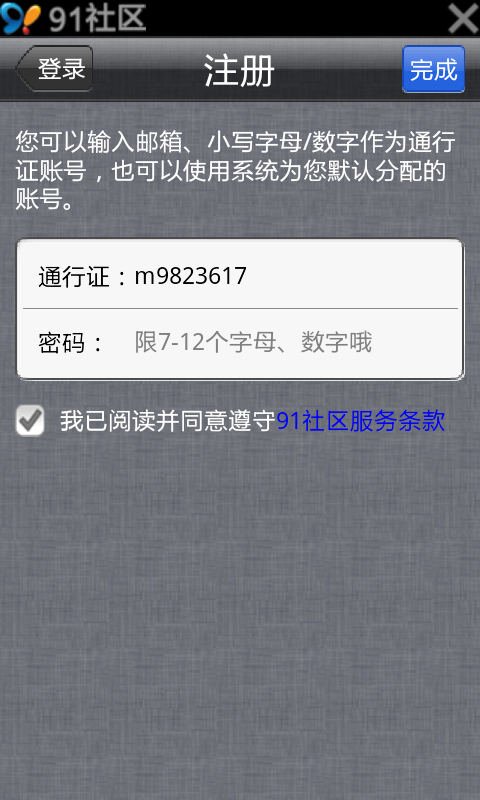 91社区
登录
注册
完成
您可以输入邮箱、小写字母/数字作为通行
证账号，也可以使用系统为您默认分配的
账号。
通行证：m9823617
密码： 限7-12个字母、数字哦
我已阅读并同意遵守91社区服务条款